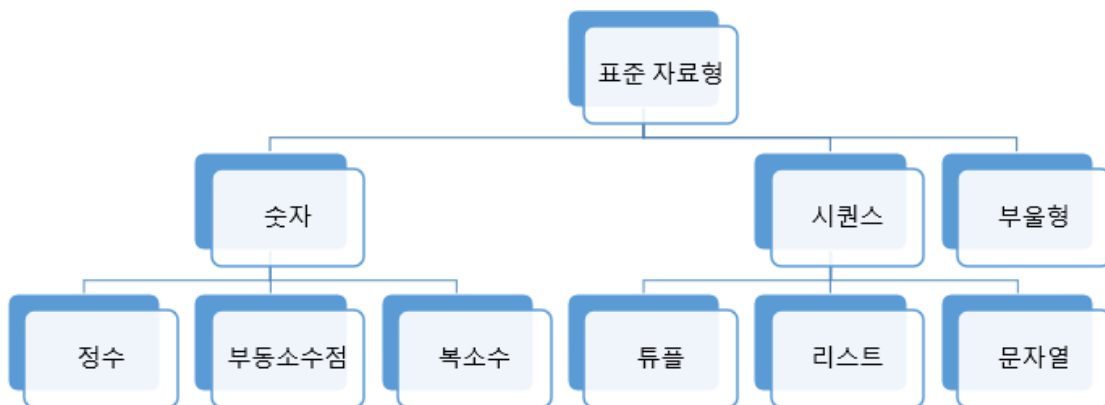 표준 자료형
숫자
시퀀스
부울형
정수
부동소수점
복소수
튜플
리스트
문자열